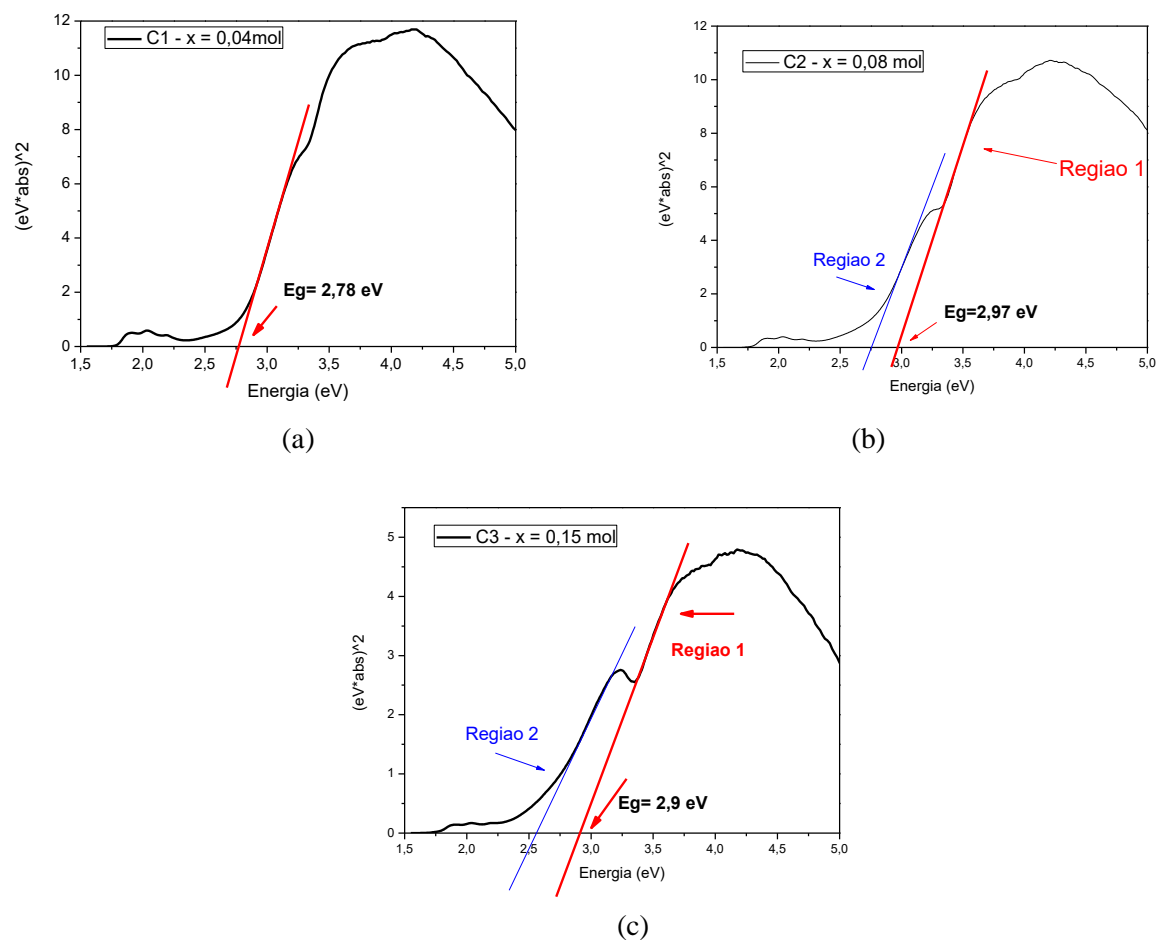 C1 - x = 0,04mol
12
10
8
6
4
2
0
(eV*abs)^2
Eg= 2,78 eV
1,5 2,0 2,5 3,0 3,5 4,0 4,5 5,0
Energia (eV)
(a)
C2 - x = 0,08 mol
12
10
8
6
4
2
0
(eV*abs)^2
Regiao 1
Regiao 2
Eg=2,97 eV
1,5 2,0 2,5 3,0 3,5 4,0 4,5 5,0
Energia (eV)
(b)
C3 - x = 0,15 mol
5
4
3
2
1
0
(eV*abs)^2
Regiao 1
Regiao 2
Eg= 2,9 eV
1,5 2,0 2,5 3,0 3,5 4,0 4,5 5,0
Energia (eV)
(c)